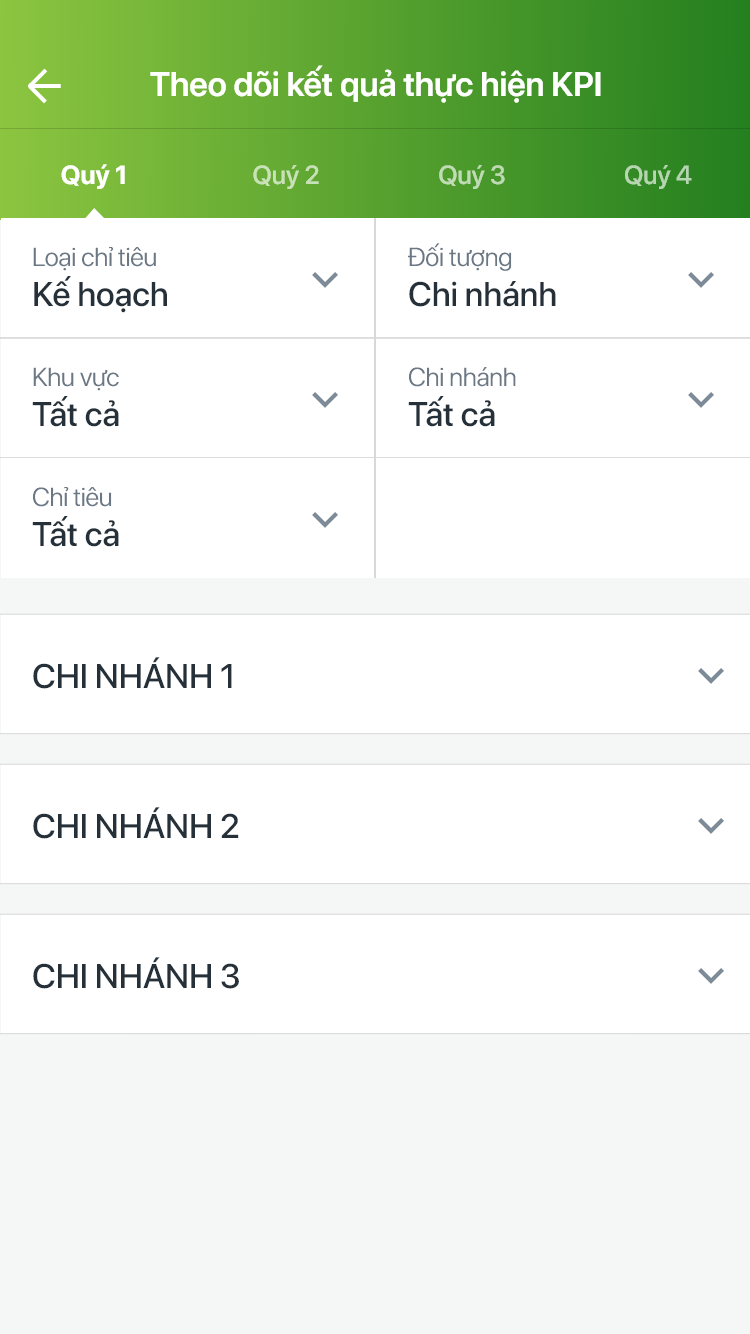 Theo dõi kết quả thực hiện KPI
Quý 1 Quý 2 Quý 3 Quý 4
Loại chỉ tiêu
Kế hoạch
Đối tượng
Chi nhánh
Khu vực
Tất cả
Chi nhánh
Tất cả
Chỉ tiêu
Tất cả
CHI NHÁNH 1
CHI NHÁNH 2
CHI NHÁNH 3